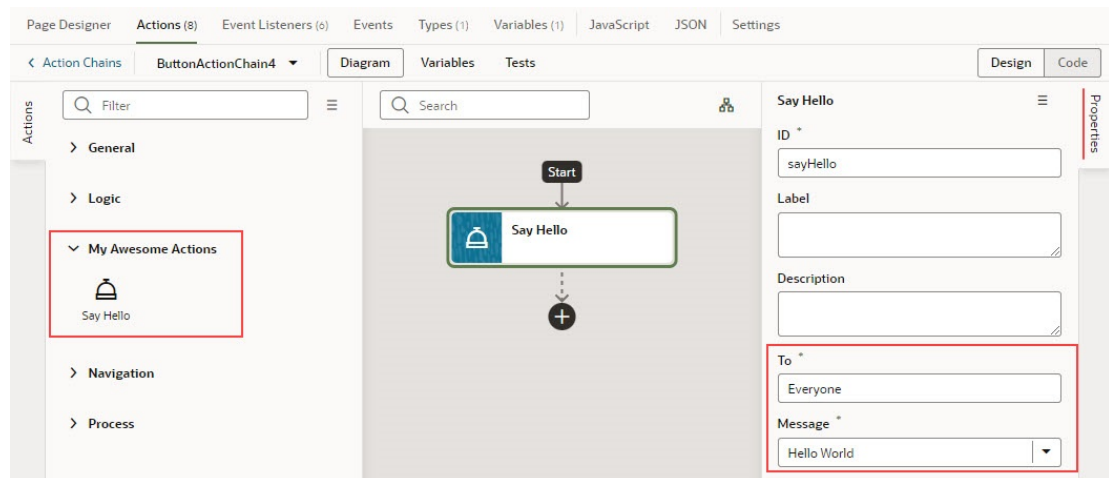 Page Designer Actions (8) Event Listeners (6) Events Types (1) Variables (1) JavaScript JSON Settings
Action Chains ButtonActionChain4 Diagram Variables Tests Design Code
Actions
Filter
General
Logic
My Awesome Actions
Say Hello
Navigation
Process
Search
Start
Say Hello
Say Hello
ID *
sayHello
Label
Description
To *
Everyone
Message *
Hello World
Properties